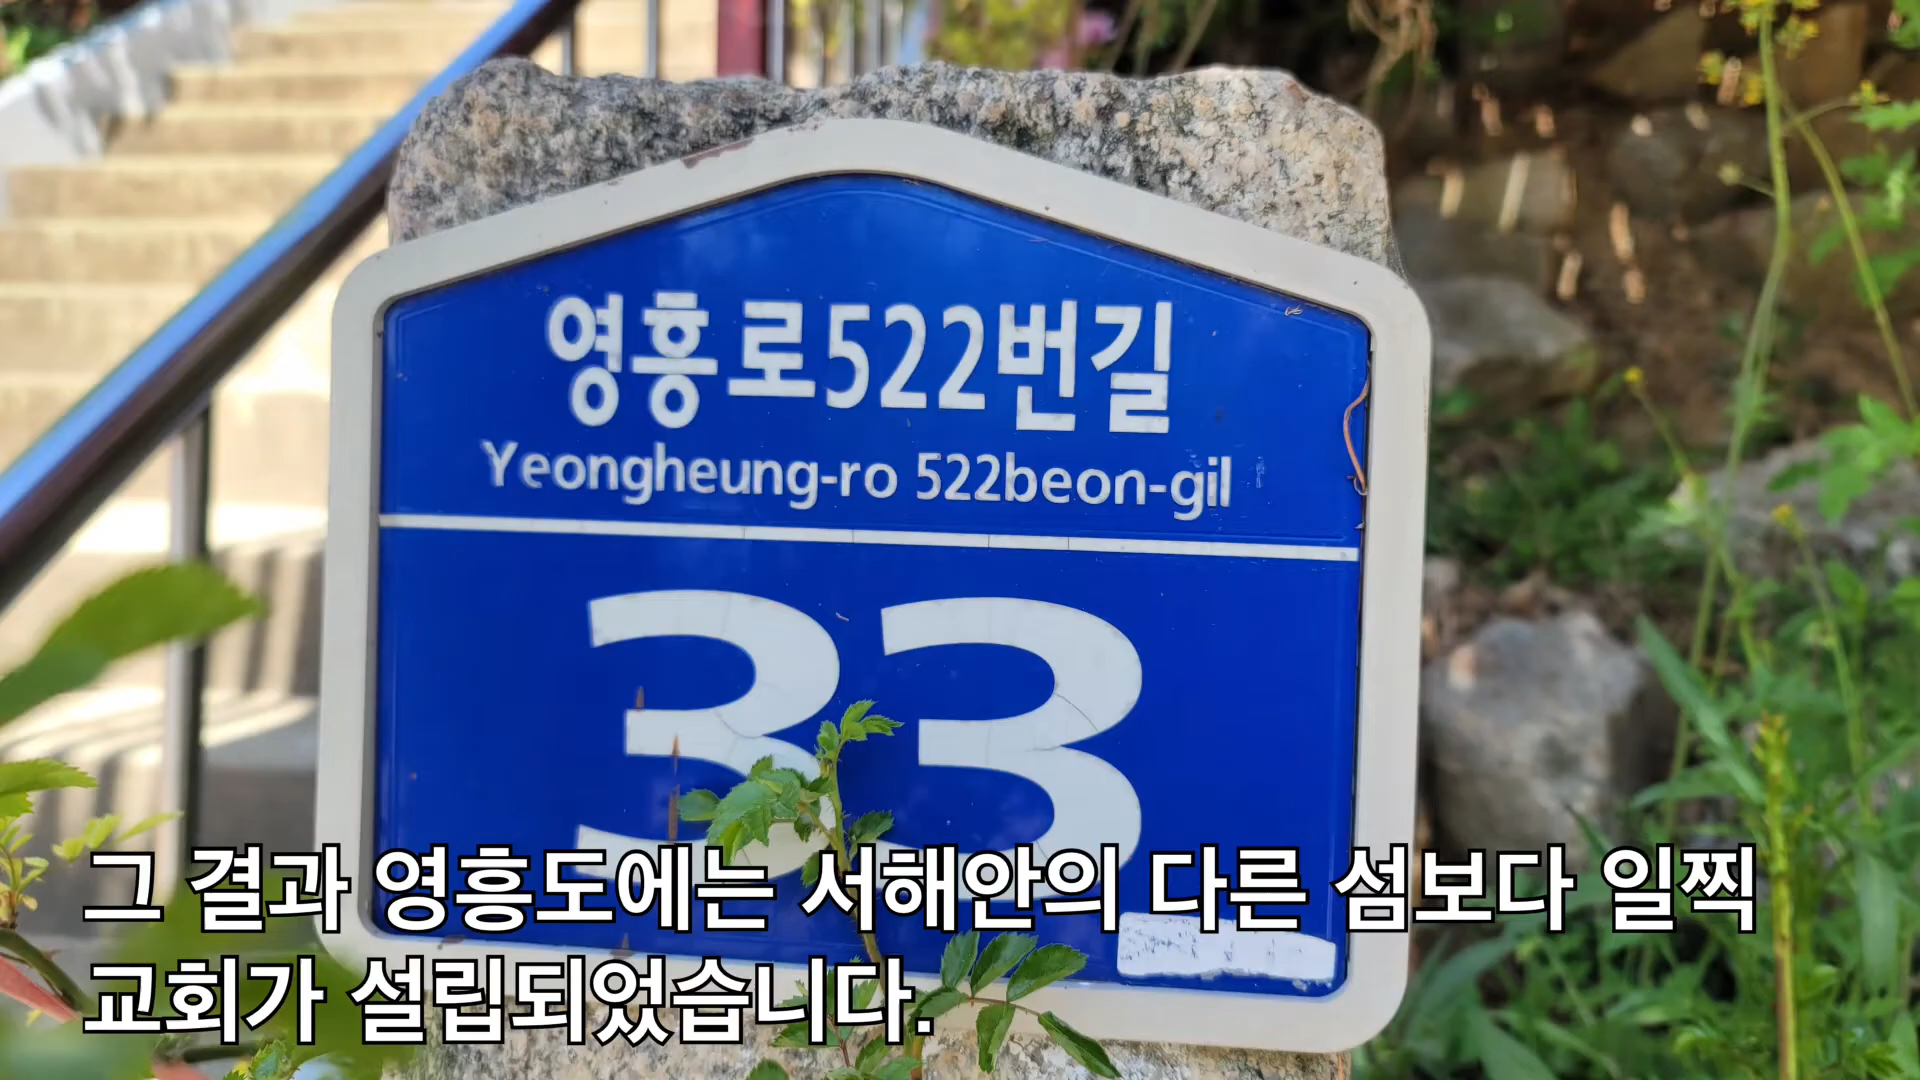 영흥로522번길
Yeongheung-ro 522beon-gil
33
그 결과 영흥도에는 서해안의 다른 섬보다 일찍
교회가 설립되었습니다.